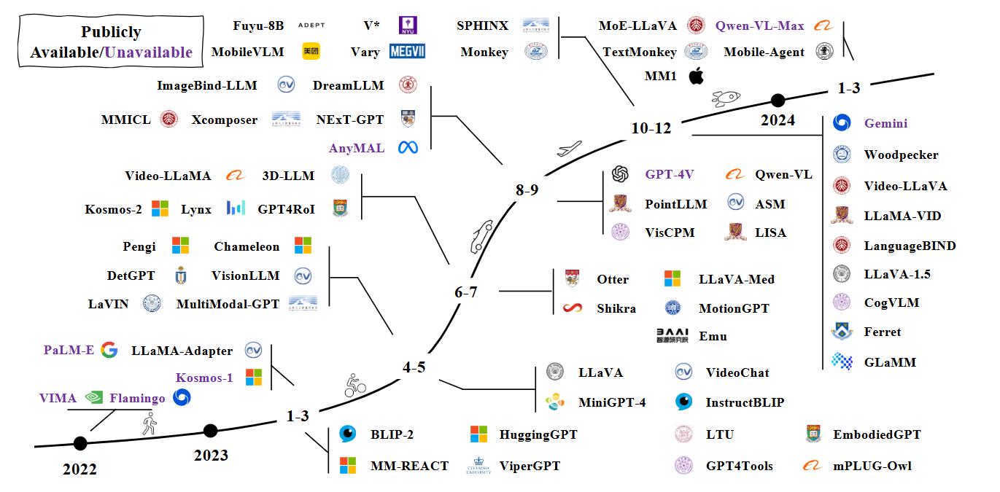 Publicly
Available/Unavailable
Fuyu-8B ADEPT V* NYU
MobileVLM 美团 Vary MEGVII
SPHINX
Monkey
MoE-LLaVA Qwen-VL-Max
TextMonkey Mobile-Agent
MM1
1-3
2024
10-12
ImageBind-LLM DreamLLM
MMICL Xcomposer NExT-GPT
AnyMAL
8-9
Video-LLaMA 3D-LLM
Kosmos-2 Lynx GPT4RoI
6-7
Pengi Chameleon
DetGPT VisionLLM
LaVIN MultiModal-GPT
4-5
PaLM-E LLaMA-Adapter
Kosmos-1
VIMA Flamingo
1-3
2023
2022
Gemini
Woodpecker
Video-LLaVA
LLaMA-VID
LanguageBIND
LLaVA-1.5
CogVLM
Ferret
GLaMM
GPT-4V Qwen-VL
PointLLM ASM
VisCPM LISA
Otter LLaVA-Med
Shikra MotionGPT
BAAI
智源研究院
Emu
LLaVA VideoChat
MiniGPT-4 InstructBLIP
LTU EmbodiedGPT
GPT4Tools mPLUG-Owl
BLIP-2 HuggingGPT
MM-REACT ViperGPT
COLUMBIA
UNIVERSITY